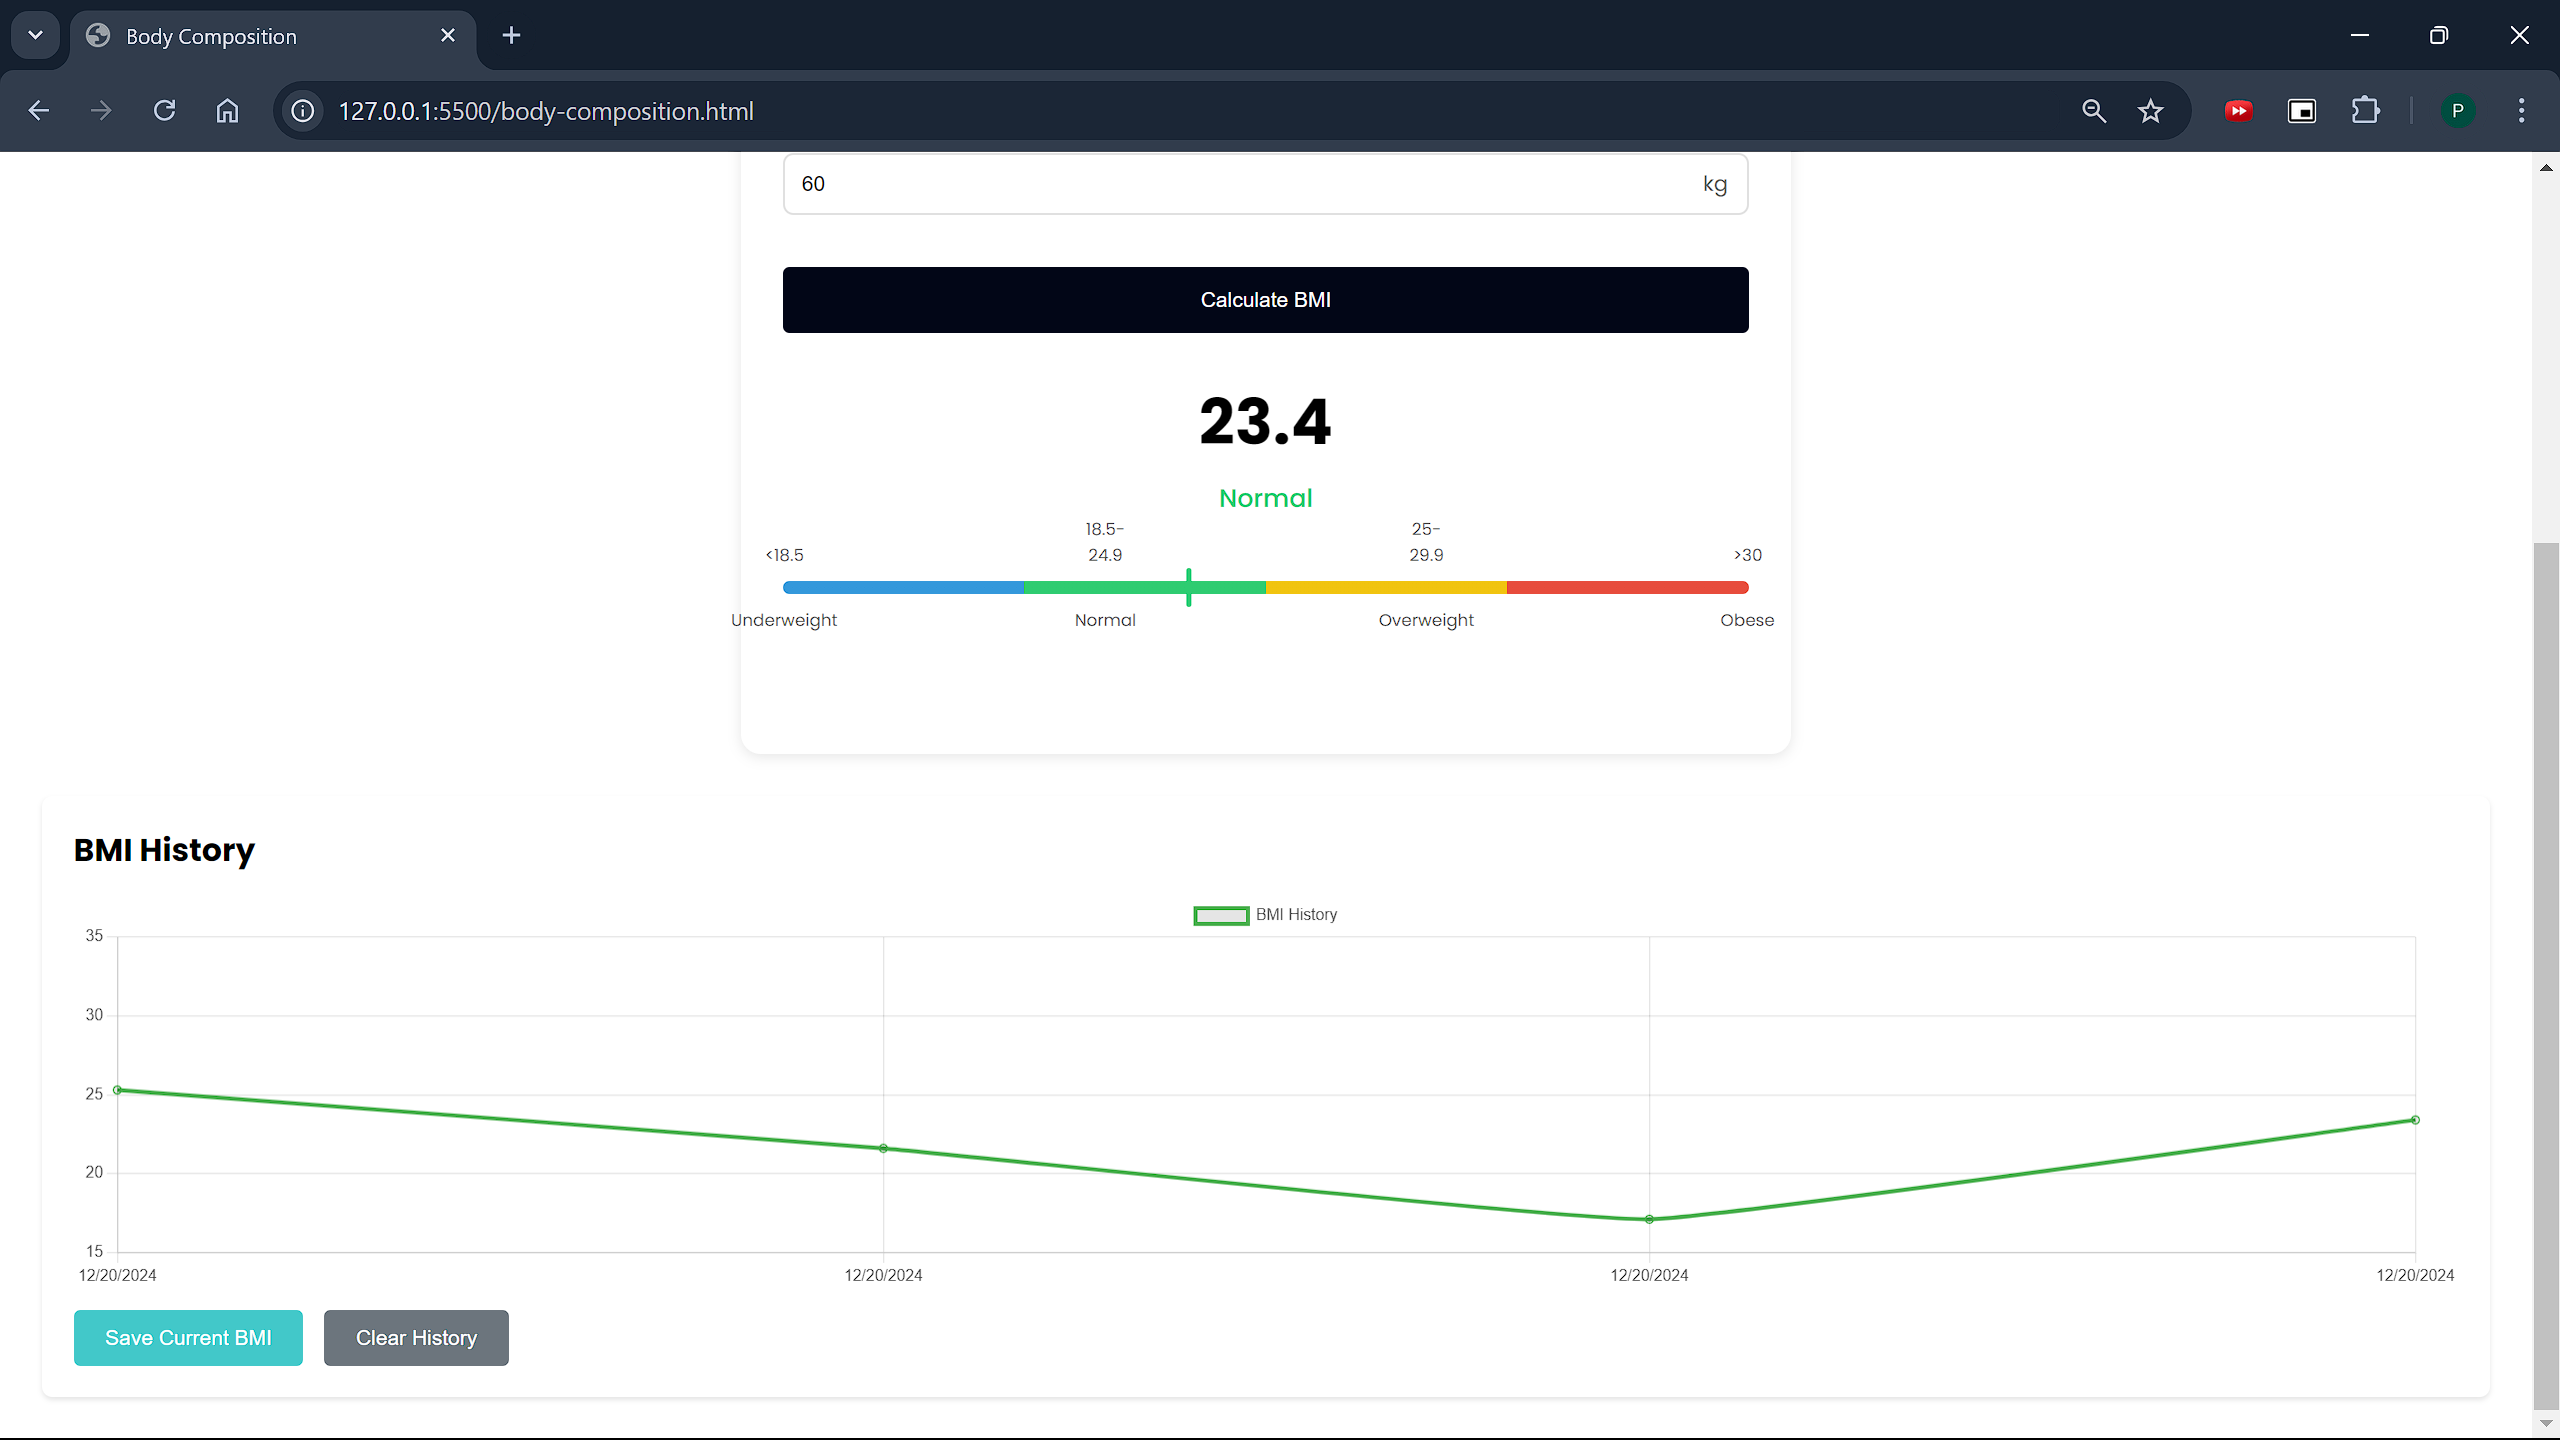 Body Composition
127.0.0.1:5500/body-composition.html
P
60 kg
Calculate BMI
23.4
Normal
<18.5 18.5-24.9 25-29.9 >30
Underweight Normal Overweight Obese
BMI History
BMI History
35
30
25
20
15
12/20/2024 12/20/2024 12/20/2024 12/20/2024
Save Current BMI Clear History